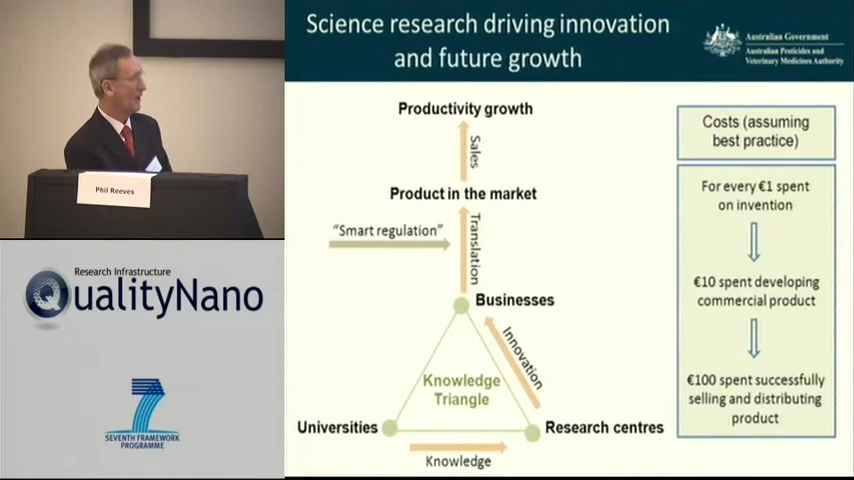 Science research driving innovation
and future growth
Australian Government
Australian Pesticides and
Veterinary Medicines Authority
Phil Reeves
Research Infrastructure
QualityNano
7
SEVENTH FRAMEWORK
PROGRAMME
Productivity growth
Sales
Product in the market
"Smart regulation"
Translation
Businesses
Innovation
Knowledge
Triangle
Universities
Research centres
Knowledge
Costs (assuming
best practice)
For every €1 spent
on invention
€10 spent developing
commercial product
€100 spent successfully
selling and distributing
product